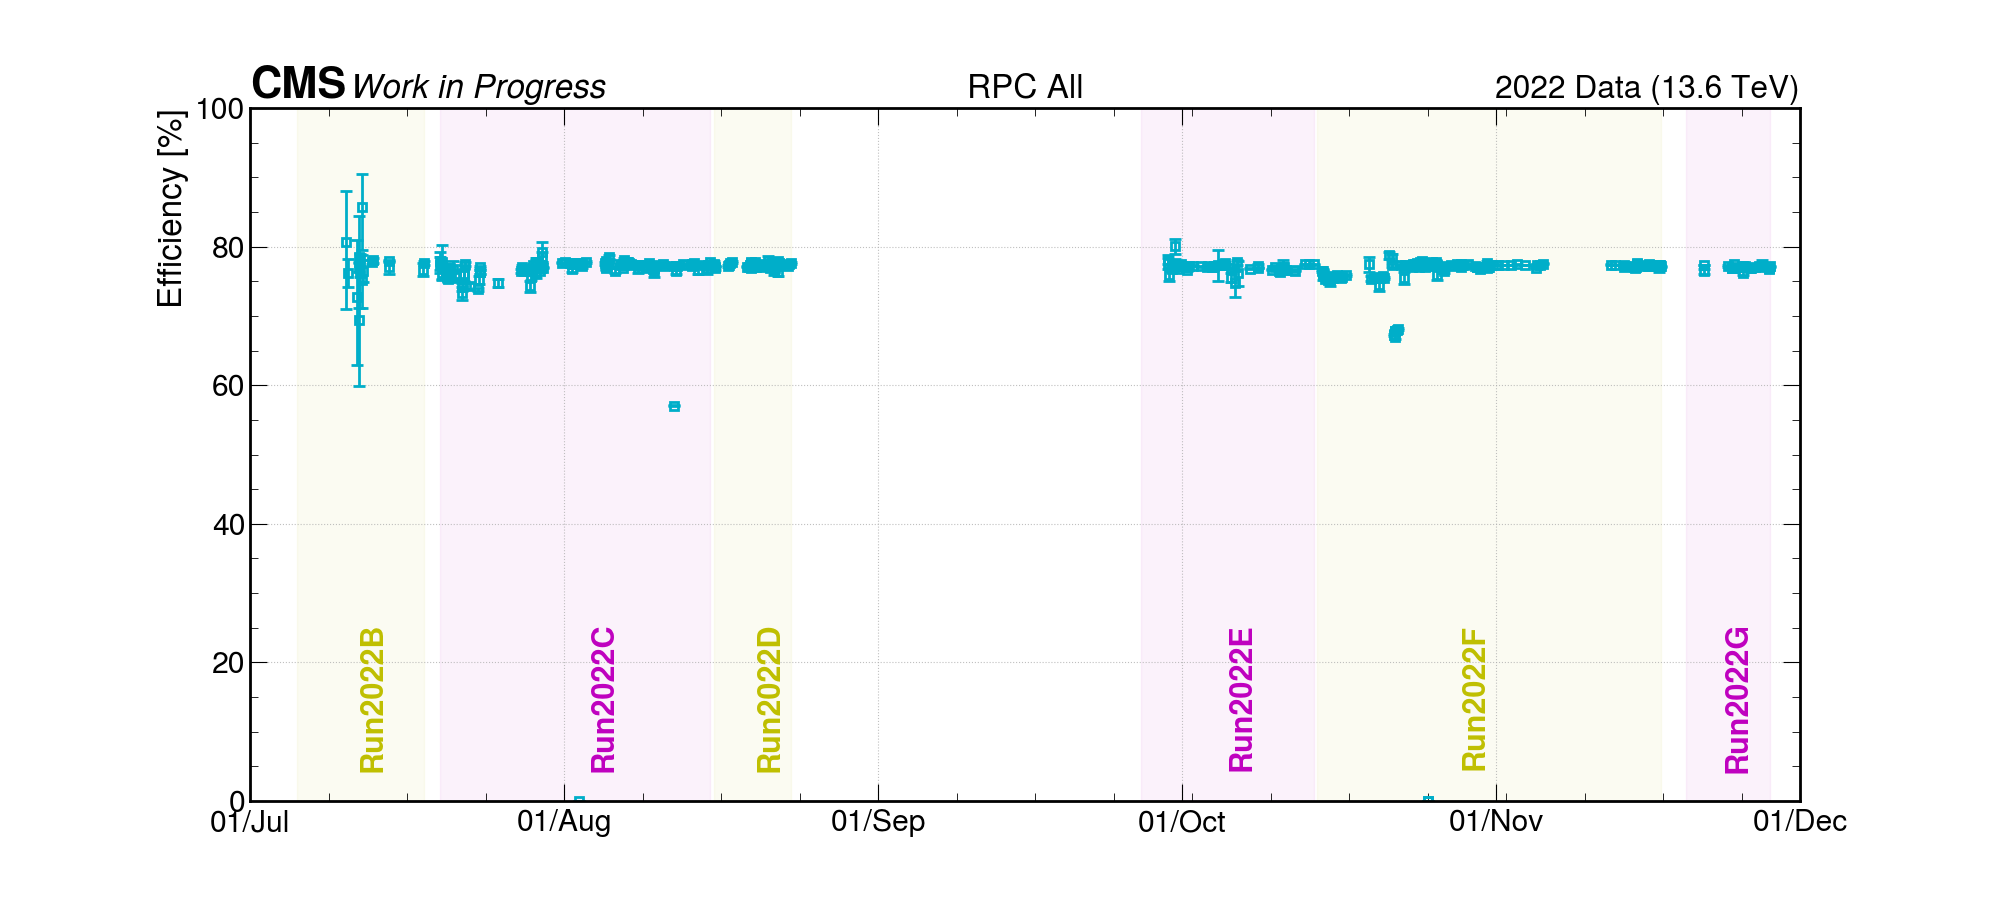 CMS Work in Progress RPC All 2022 Data (13.6 TeV)
Efficiency [%]
100
80
60
40
20
0
Run2022B
Run2022C
Run2022D
Run2022E
Run2022F
Run2022G
01/Jul 01/Aug 01/Sep 01/Oct 01/Nov 01/Dec